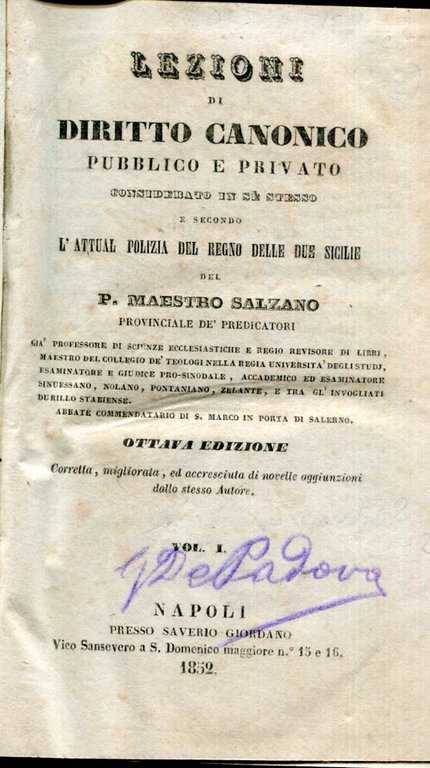 LEZIONI
DI
DIRITTO CANONICO
PUBBLICO E PRIVATO
CONSIDERATO IN SÈ STESSO
E SECONDO
L'ATTUAL POLIZIA DEL REGNO DELLE DUE SICILIE
DEL
P. MAESTRO SALZANO
PROVINCIALE DE' PREDICATORI
GIA' PROFESSORE DI SCIENZE ECCLESIASTICHE E REGIO REVISORE DI LIBRI,
MAESTRO DEL COLLEGIO DE' TEOLOGI NELLA REGIA UNIVERSITA' DEGLI STUDJ,
ESAMINATORE E GIUDICE PRO-SINODALE, ACCADEMICO ED ESAMINATORE
SINUESSANO, NOLANO, PONTANIANO, ZELANTE, E TRA GL' INVOGLIATI
DURILLO STABIENSE.
ABBATE COMMENDATARIO DI S. MARCO IN PORTA DI SALERNO.
OTTAVA EDIZIONE
Corretta, migliorata, ed accresciuta di novelle aggiunzioni
dallo stesso Autore.
VOL. I.
G De Padova
NAPOLI
PRESSO SAVERIO GIORDANO
Vico Sansevero a S. Domenico maggiore n.° 15 e 16.
1852.